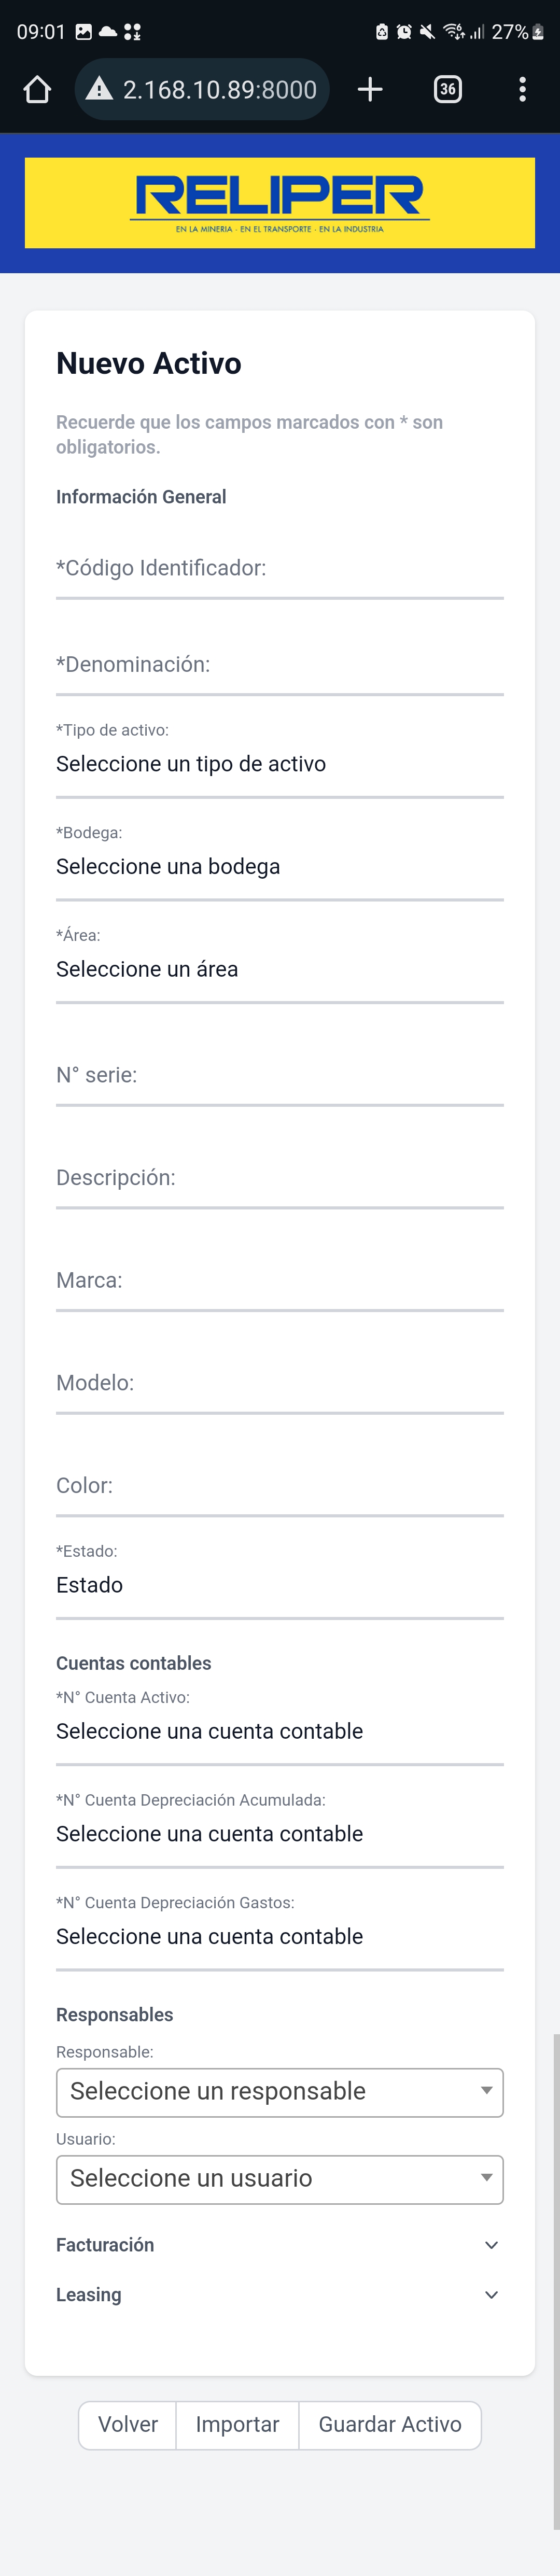 09:01
27%
2.168.10.89:8000
36
RELIPER
EN LA MINERIA · EN EL TRANSPORTE · EN LA INDUSTRIA
Nuevo Activo
Recuerde que los campos marcados con * son
obligatorios.
Información General
*Código Identificador:
*Denominación:
*Tipo de activo:
Seleccione un tipo de activo
*Bodega:
Seleccione una bodega
*Área:
Seleccione un área
N° serie:
Descripción:
Marca:
Modelo:
Color:
*Estado:
Estado
Cuentas contables
*N° Cuenta Activo:
Seleccione una cuenta contable
*N° Cuenta Depreciación Acumulada:
Seleccione una cuenta contable
*N° Cuenta Depreciación Gastos:
Seleccione una cuenta contable
Responsables
Responsable:
Seleccione un responsable
Usuario:
Seleccione un usuario
Facturación
Leasing
Volver Importar Guardar Activo